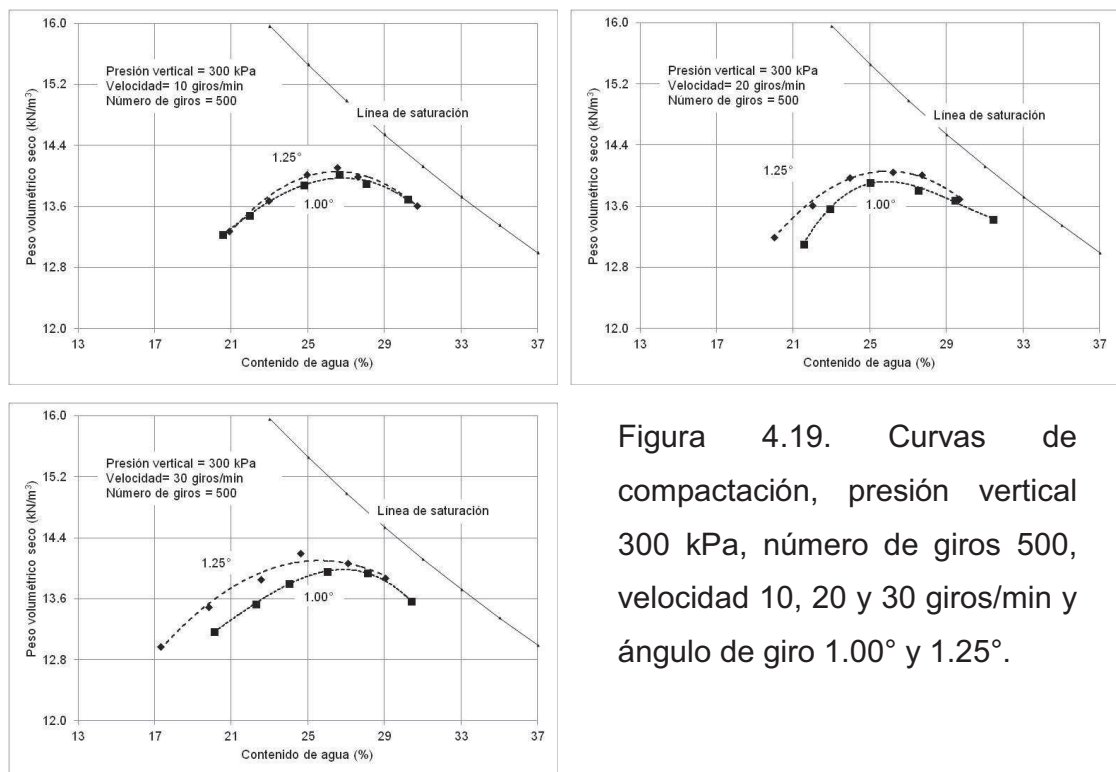 16.0
15.2
14.4
13.6
12.8
12.0
Peso volumétrico seco (kN/m³)
Presión vertical = 300 kPa
Velocidad= 10 giros/min
Número de giros = 500
Línea de saturación
1.25°
1.00°
13 17 21 25 29 33 37
Contenido de agua (%)
16.0
15.2
14.4
13.6
12.8
12.0
Peso volumétrico seco (kN/m³)
Presión vertical = 300 kPa
Velocidad= 20 giros/min
Número de giros = 500
Línea de saturación
1.25°
1.00°
13 17 21 25 29 33 37
Contenido de agua (%)
16.0
15.2
14.4
13.6
12.8
12.0
Peso volumétrico seco (kN/m³)
Presión vertical = 300 kPa
Velocidad= 30 giros/min
Número de giros = 500
Línea de saturación
1.25°
1.00°
13 17 21 25 29 33 37
Contenido de agua (%)
Figura 4.19. Curvas de
compactación, presión vertical
300 kPa, número de giros 500,
velocidad 10, 20 y 30 giros/min y
ángulo de giro 1.00° y 1.25°.